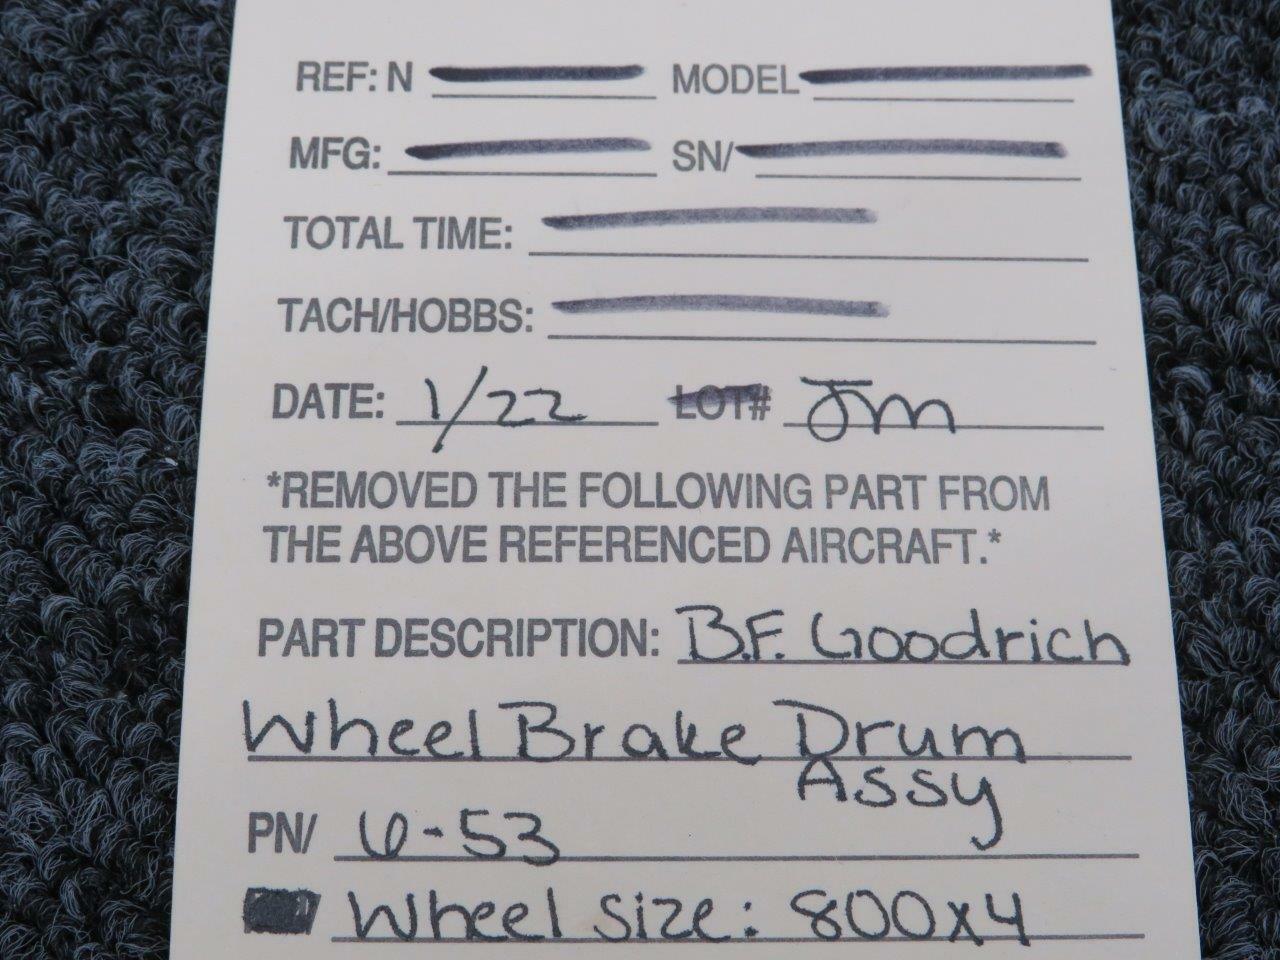 REF: N MODEL
MFG: SN/
TOTAL TIME:
TACH/HOBBS:
DATE: 1/22 LOT# Jm
*REMOVED THE FOLLOWING PART FROM
THE ABOVE REFERENCED AIRCRAFT.*
PART DESCRIPTION: B.F. Goodrich
Wheel Brake Drum
Assy
PN/ 6-53
Wheel size: 800x4